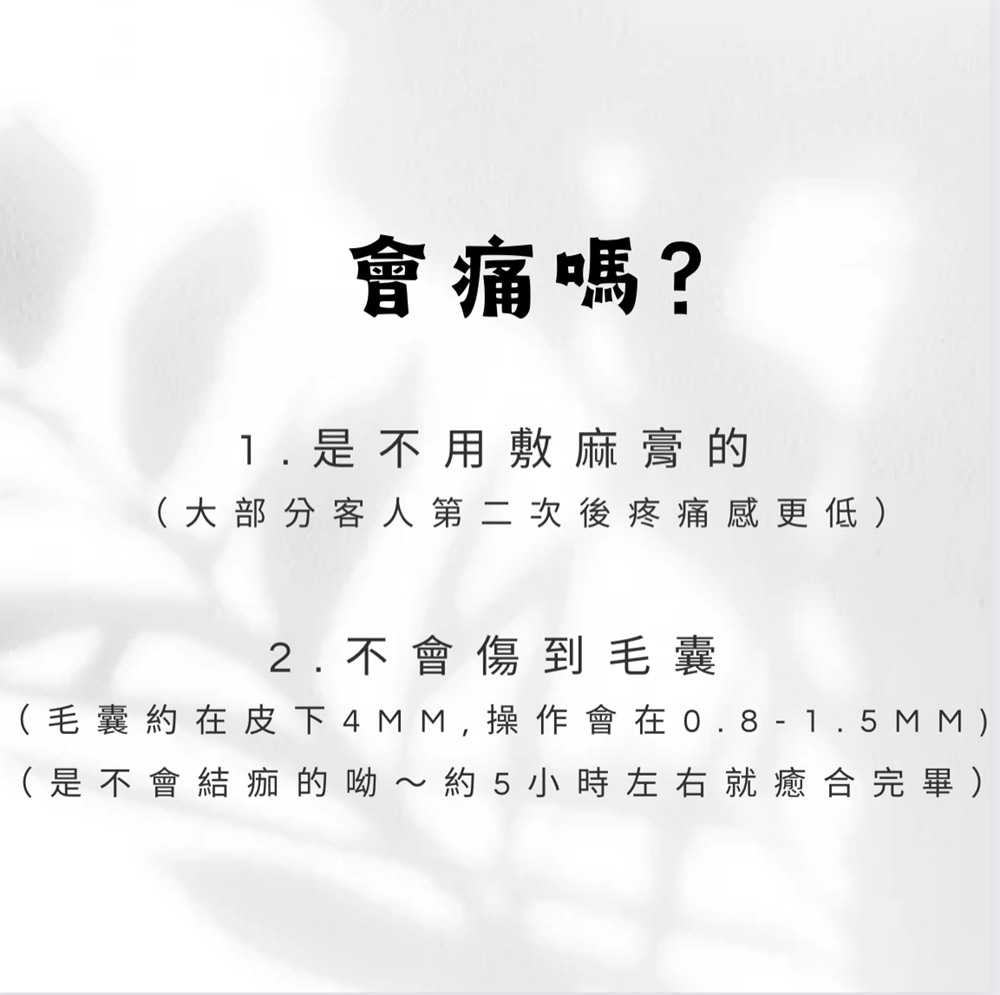 會痛嗎?
1.是不用敷麻膏的
（大部分客人第二次後疼痛感更低）
2.不會傷到毛囊
（毛囊約在皮下4MM,操作會在0.8-1.5MM)
（是不會結痂的呦～約5小時左右就癒合完畢）